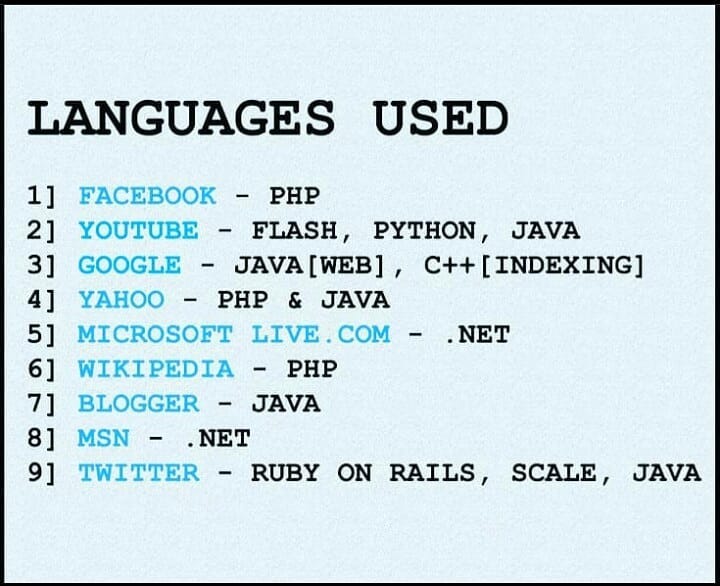 LANGUAGES USED
1] FACEBOOK - PHP
2] YOUTUBE - FLASH, PYTHON, JAVA
3] GOOGLE - JAVA[WEB], C++[INDEXING]
4] YAHOO - PHP & JAVA
5] MICROSOFT LIVE.COM - .NET
6] WIKIPEDIA - PHP
7] BLOGGER - JAVA
8] MSN - .NET
9] TWITTER - RUBY ON RAILS, SCALE, JAVA